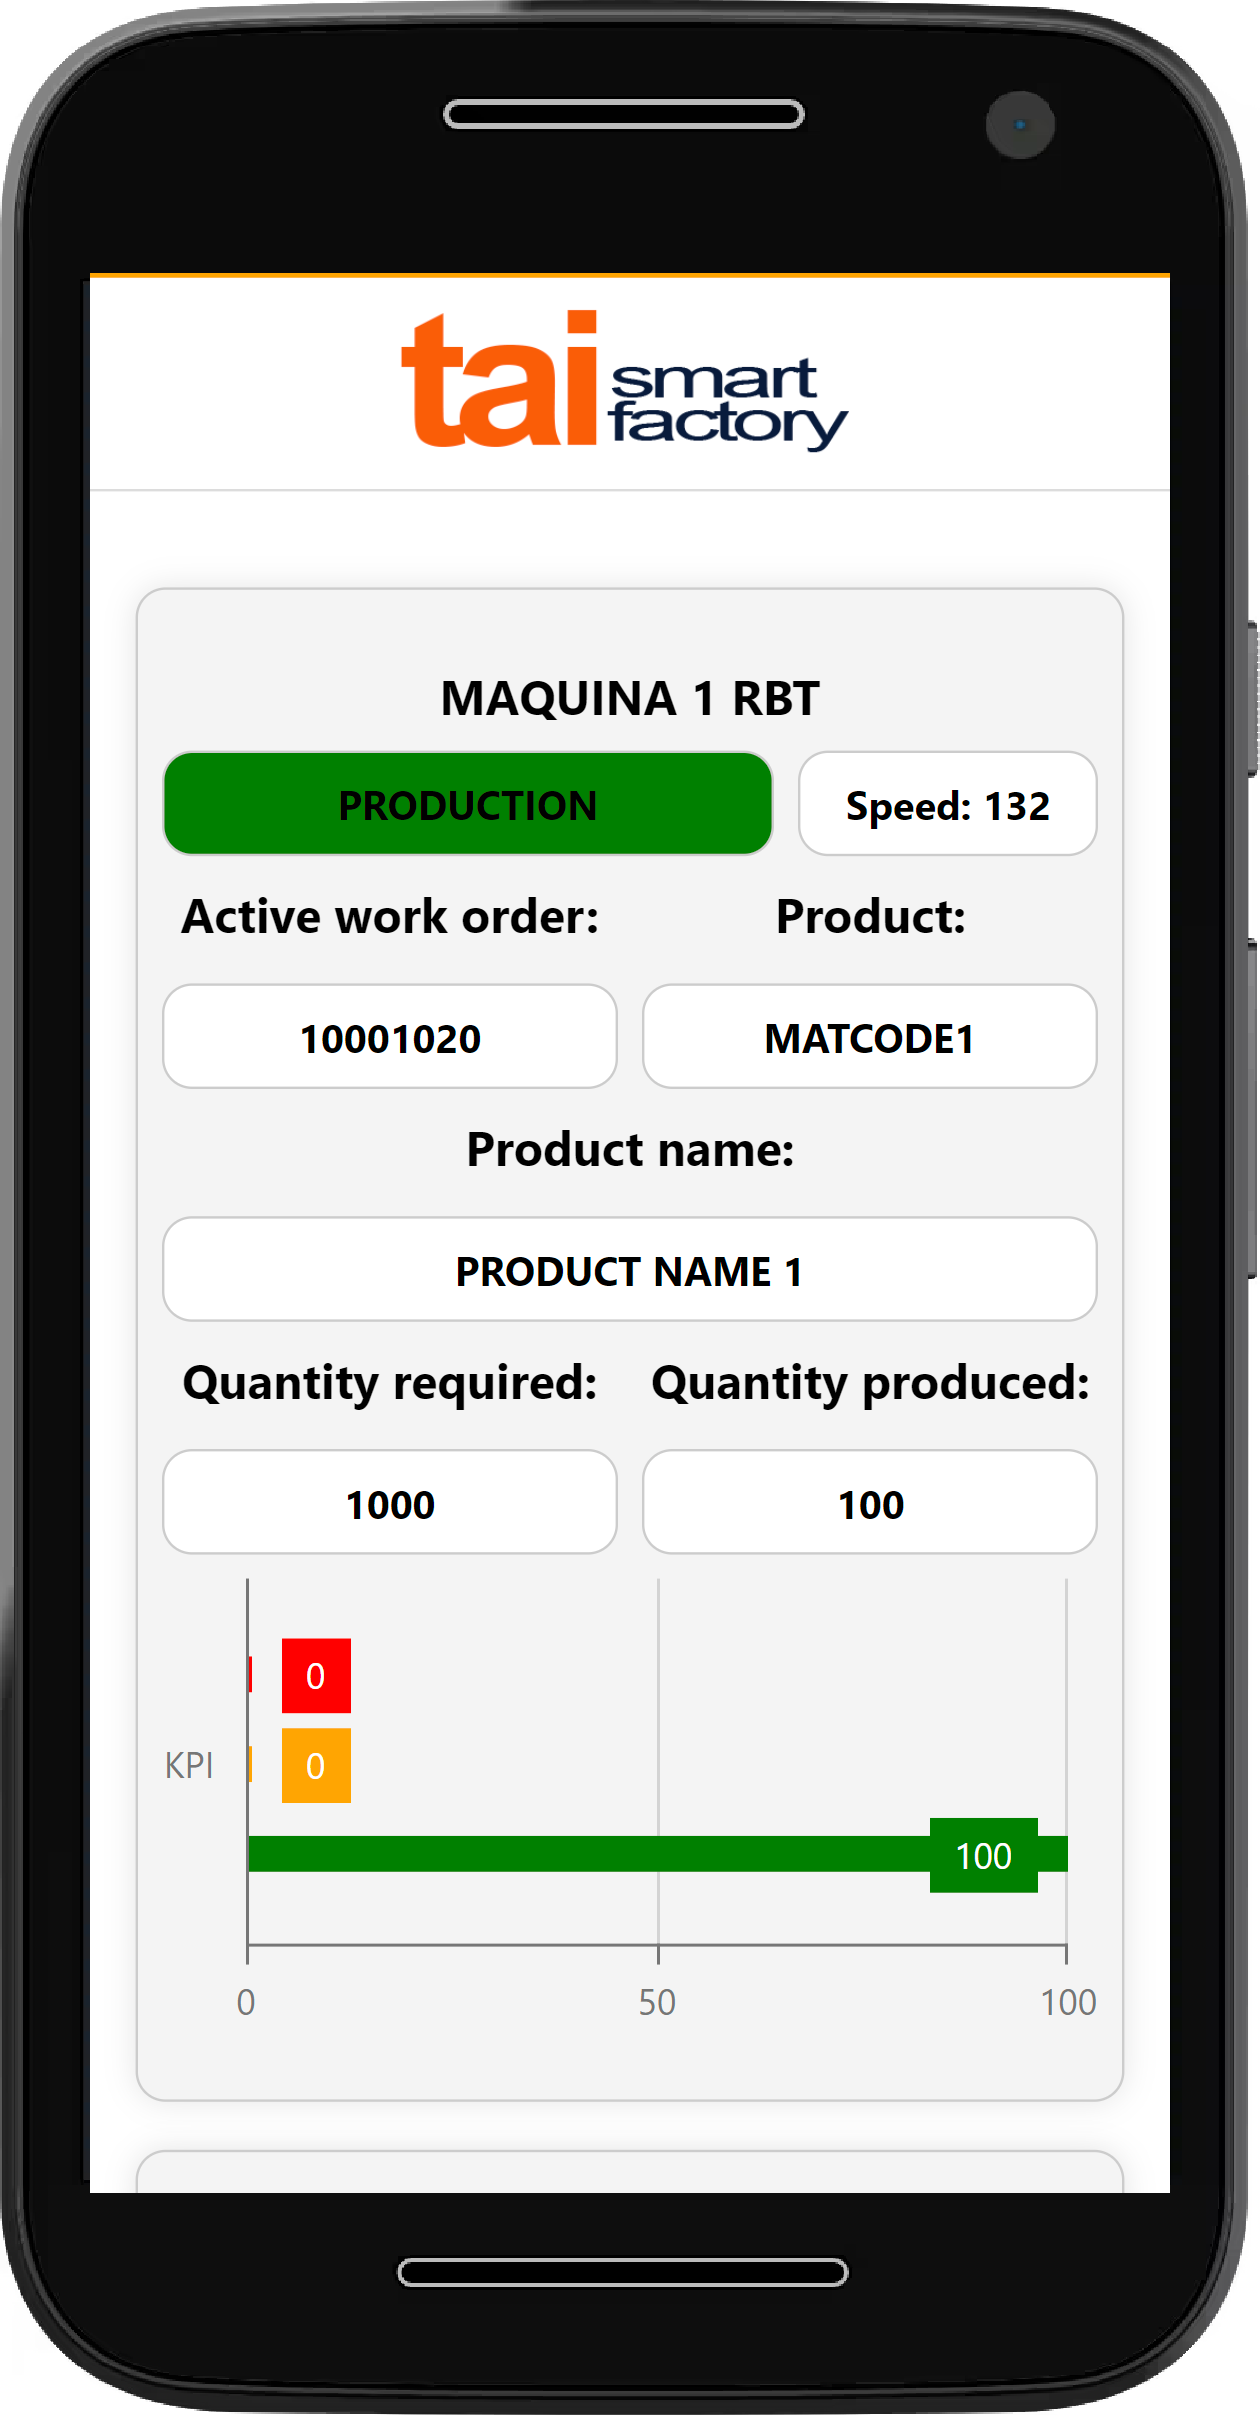 tai smart
factory
MAQUINA 1 RBT
PRODUCTION Speed: 132
Active work order: Product:
10001020 MATCODE1
Product name:
PRODUCT NAME 1
Quantity required: Quantity produced:
1000 100
0
KPI 0
100
0 50 100